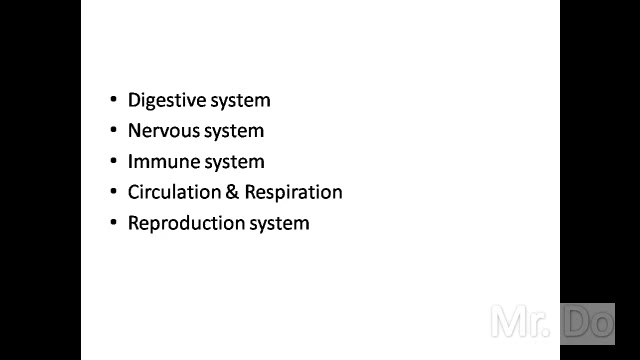 • Digestive system
• Nervous system
• Immune system
• Circulation & Respiration
• Reproduction system
Mr. Do